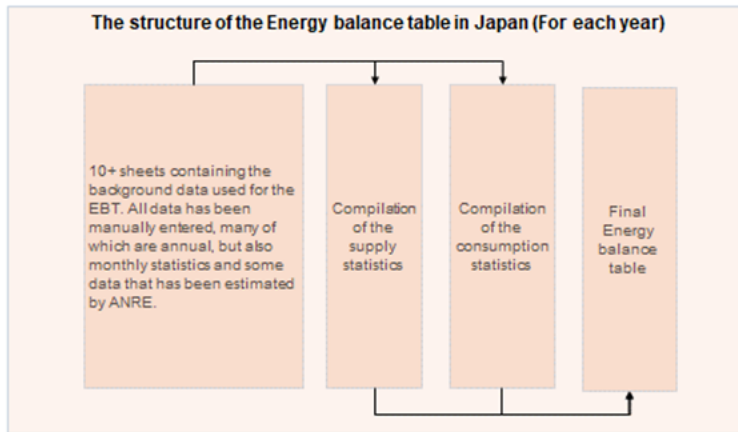 The structure of the Energy balance table in Japan (For each year)
10+ sheets containing the
background data used for the
EBT. All data has been
manually entered, many of
which are annual, but also
monthly statistics and some
data that has been estimated
by ANRE.
Compilation
of the
supply
statistics
Compilation
of the
consumption
statistics
Final
Energy
balance
table